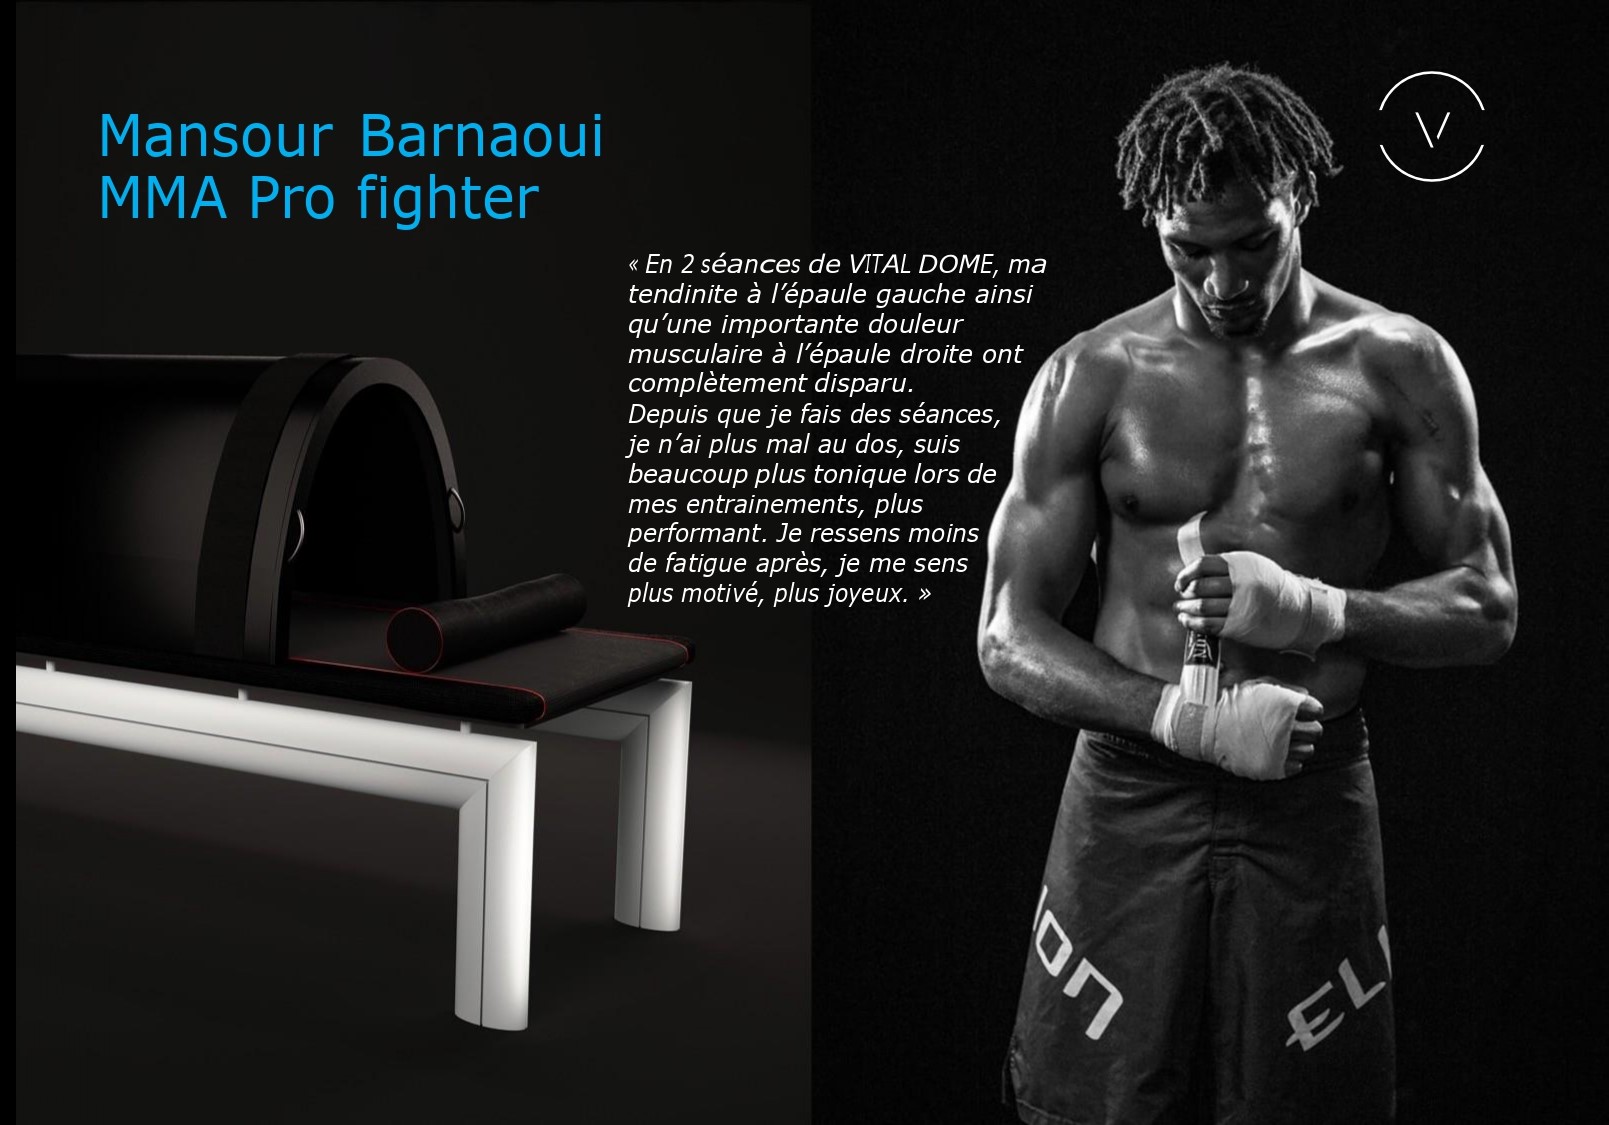 Mansour Barnaoui
MMA Pro fighter
V
« En 2 séances de VITAL DOME, ma
tendinite à l’épaule gauche ainsi
qu’une importante douleur
musculaire à l’épaule droite ont
complètement disparu.
Depuis que je fais des séances,
je n’ai plus mal au dos, suis
beaucoup plus tonique lors de
mes entrainements, plus
performant. Je ressens moins
de fatigue après, je me sens
plus motivé, plus joyeux. »